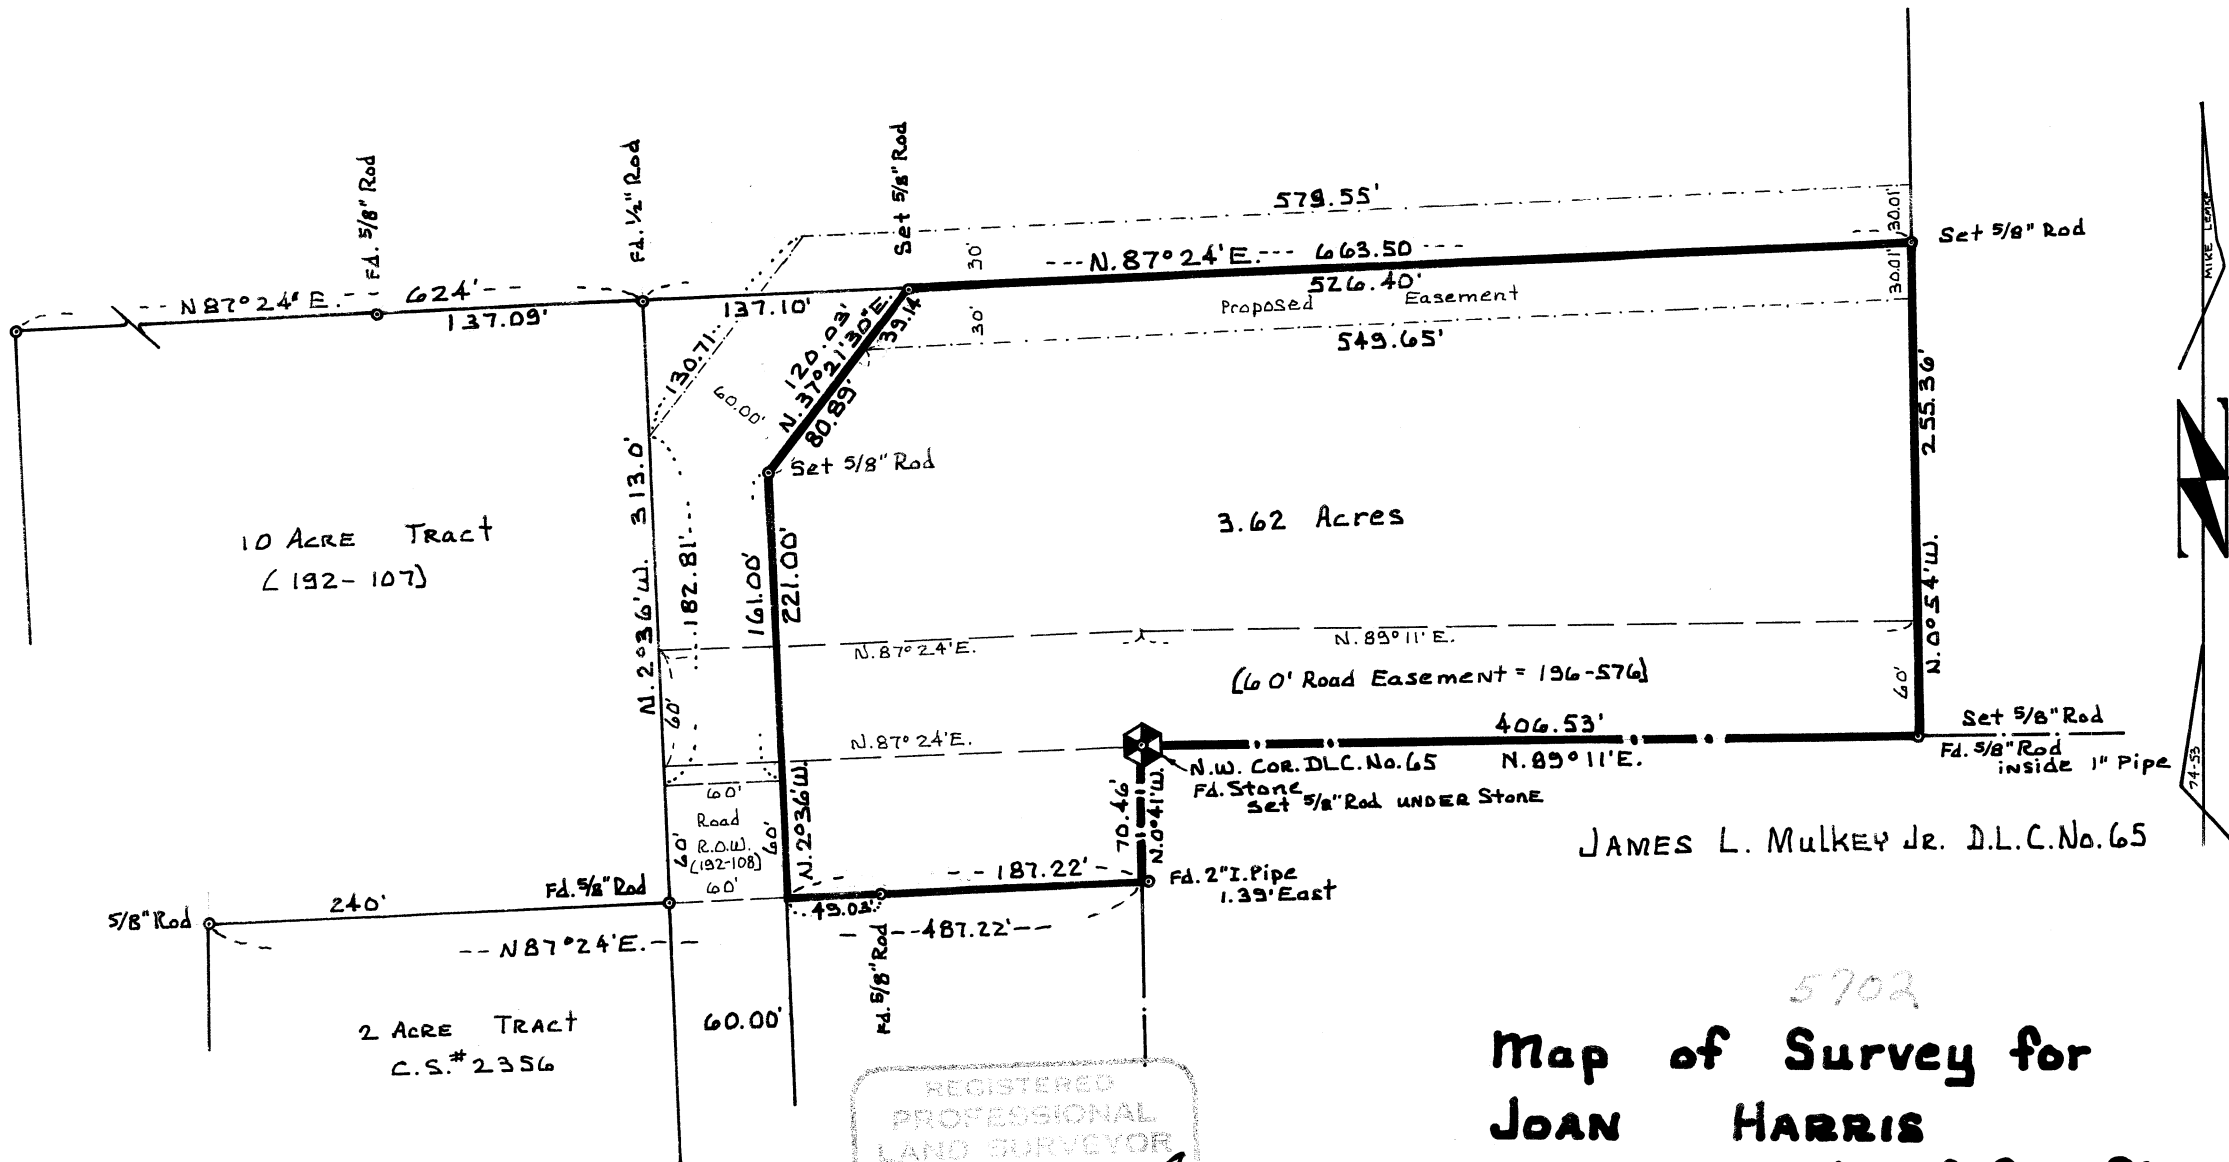 Fd. 5/8" Rod
Fd. 1/2" Rod
Set 5/8" Rod
579.55'
30.01'
30.01'
Set 5/8" Rod
MIKE LEMKE
30'
30'
N87°24'E. 624'
137.09'
137.10'
N. 87°24'E. 663.50
526.40'
Proposed Easement
549.65'
130.71
60.00'
120.03'
N. 37°21'30"E.
39.14
80.89'
Set 5/8" Rod
255.36'
N. 0°54'W.
10 ACRE Tract
(192-107)
N. 2°36'W. 313.0'
182.81'
161.00'
221.00'
3.62 Acres
N. 87°24'E.
N. 89°11'E.
(60' Road Easement = 196-576)
60'
60'
N. 87°24'E.
406.53'
N. 89°11'E.
Set 5/8" Rod
Fd. 5/8" Rod
inside 1" Pipe
74-53
N.W. COR. DLC. No. 65
Fd. Stone
Set 5/8" Rod UNDER Stone
70.46'
N. 0°41'W.
JAMES L. MULKEY JR. D.L.C. No. 65
60'
Road
R.O.W.
(192-108)
60'
60'
60'
N. 2°36'W.
Fd. 5/8" Rod
5/8" Rod
240'
N87°24'E.
49.03'
187.22'
487.22'
Fd. 2" I. Pipe
1.39' East
Fd. 5/8" Rod
2 ACRE TRACT
C.S.# 2356
60.00'
REGISTERED
PROFESSIONAL
LAND SURVEYOR
5702
Map of Survey for
JOAN HARRIS